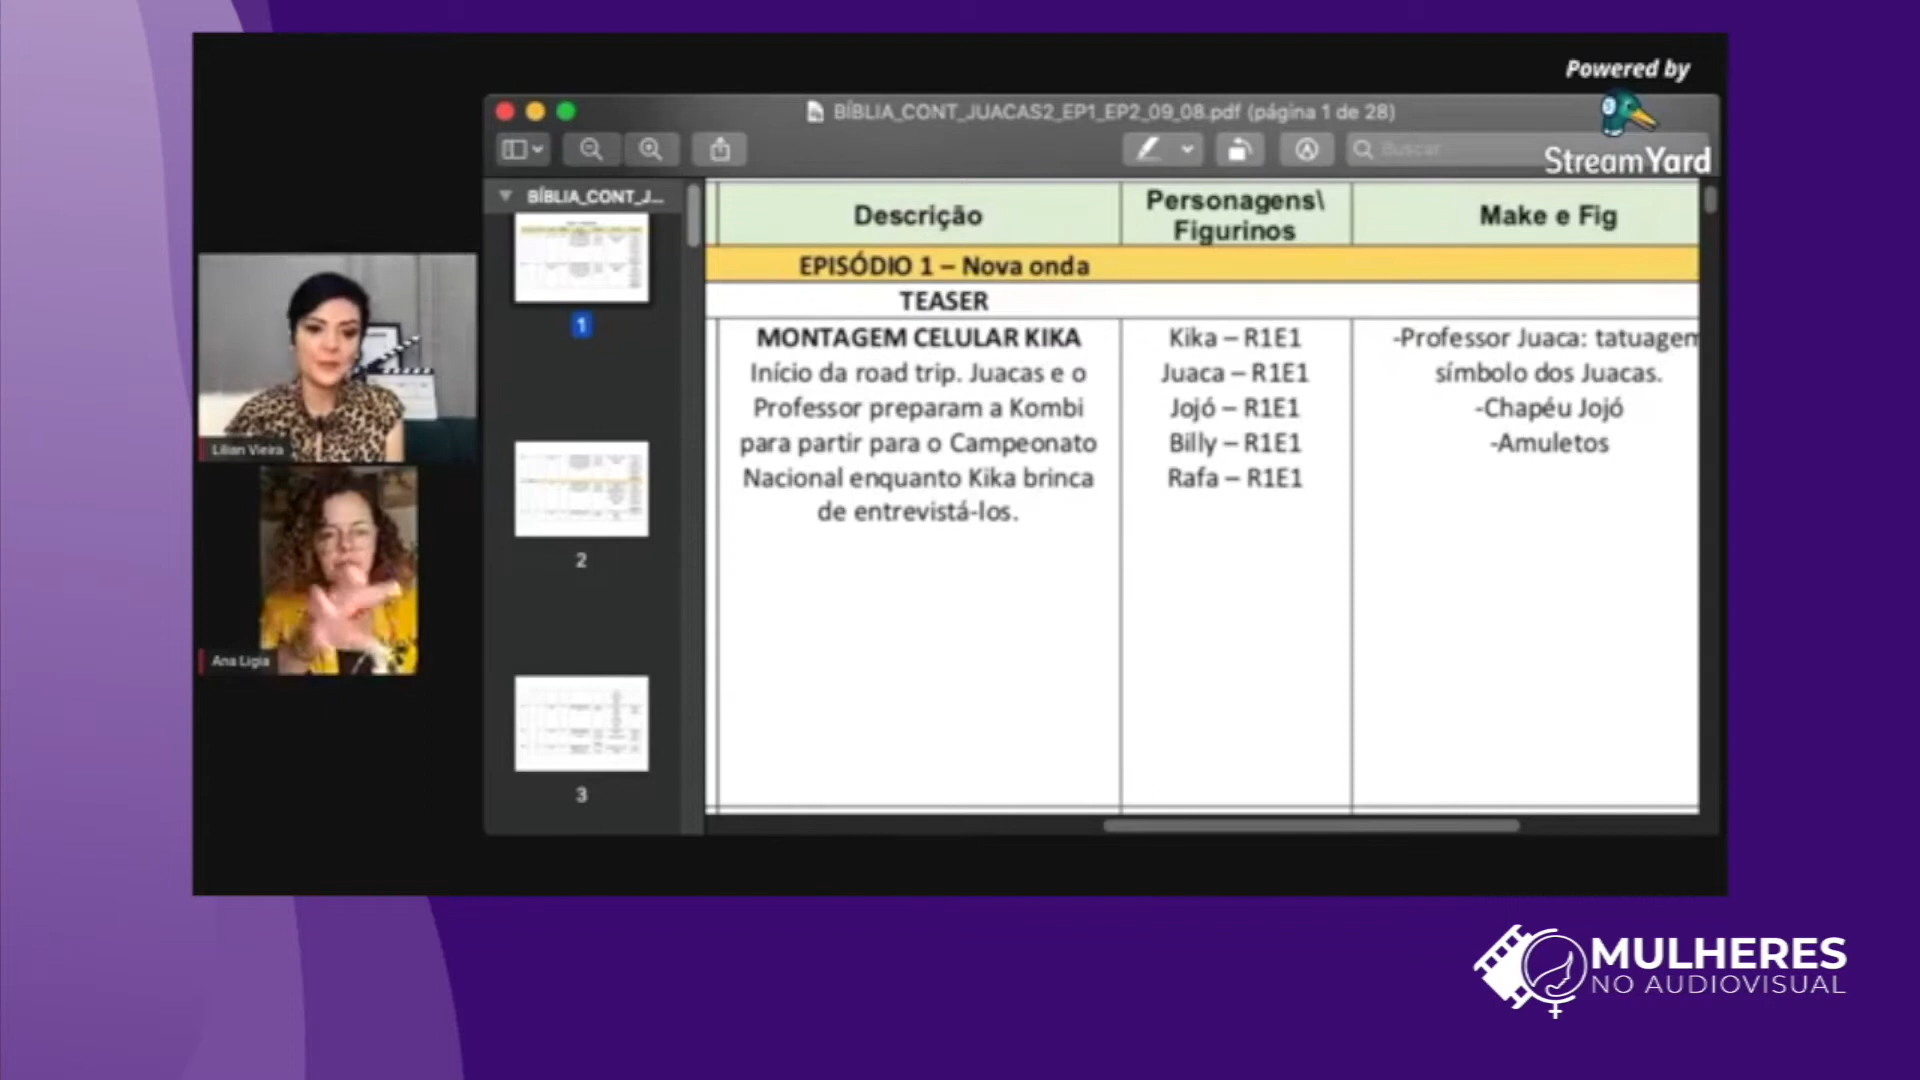 Powered by
StreamYard
BÍBLIA_CONT_JUACAS2_EP1_EP2_09_08.pdf (página 1 de 28)
Buscar
BÍBLIA_CONT_J...
1
2
3
Descrição
Personagens\
Figurinos
Make e Fig
EPISÓDIO 1 – Nova onda
TEASER
MONTAGEM CELULAR KIKA
Início da road trip. Juacas e o
Professor preparam a Kombi
para partir para o Campeonato
Nacional enquanto Kika brinca
de entrevistá-los.
Kika – R1E1
Juaca – R1E1
Jojó – R1E1
Billy – R1E1
Rafa – R1E1
-Professor Juaca: tatuagem
símbolo dos Juacas.
-Chapéu Jojó
-Amuletos
Lilian Vieira
Ana Ligia
MULHERES
NO AUDIOVISUAL